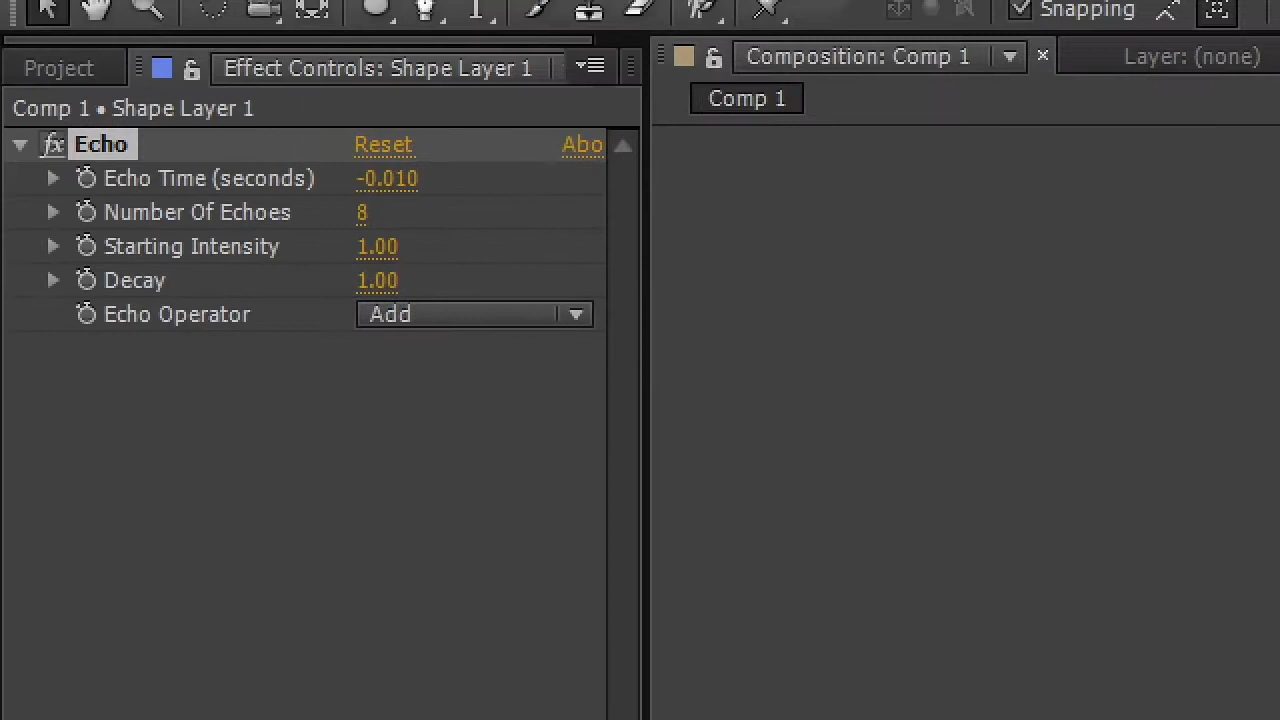 Snapping
Project
Effect Controls: Shape Layer 1
Composition: Comp 1
Layer: (none)
Comp 1 • Shape Layer 1
Comp 1
fx Echo Reset Abo
Echo Time (seconds) -0.010
Number Of Echoes 8
Starting Intensity 1.00
Decay 1.00
Echo Operator Add